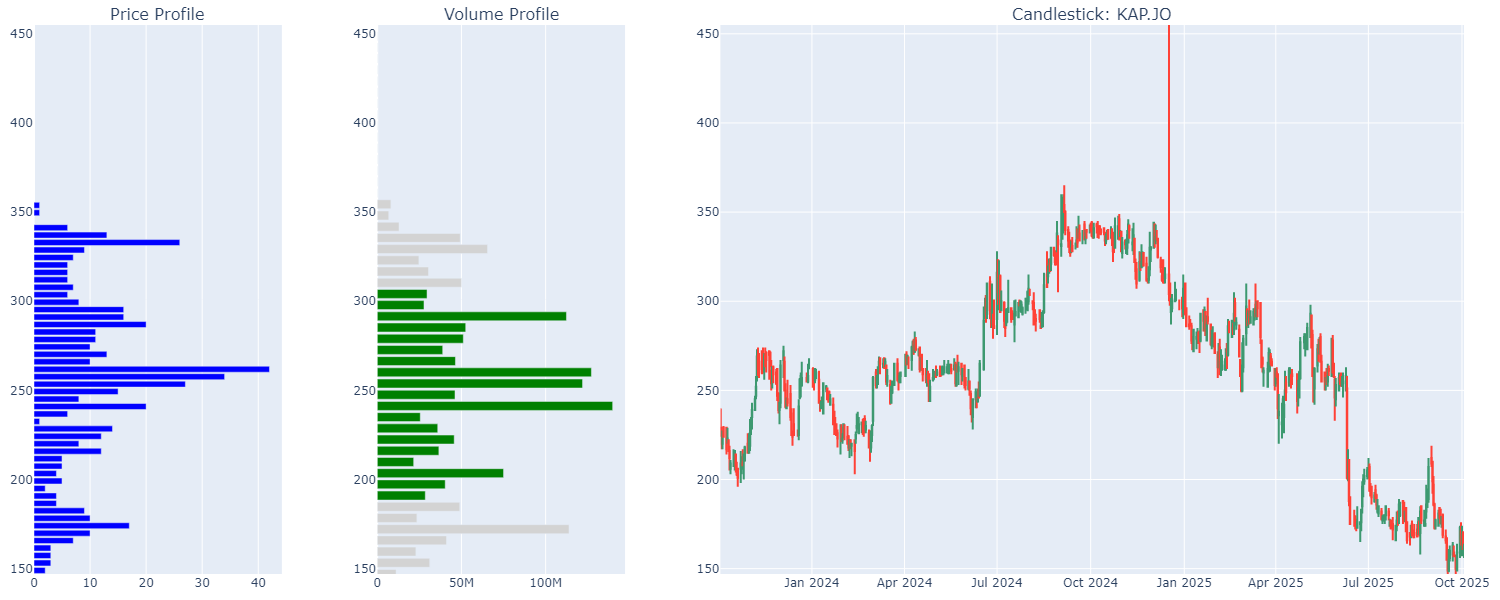 Price Profile
Volume Profile
Candlestick: KAP.JO
450
400
350
300
250
200
150
0
10
20
30
40
450
400
350
300
250
200
150
0
50M
100M
450
400
350
300
250
200
150
Jan 2024
Apr 2024
Jul 2024
Oct 2024
Jan 2025
Apr 2025
Jul 2025
Oct 2025